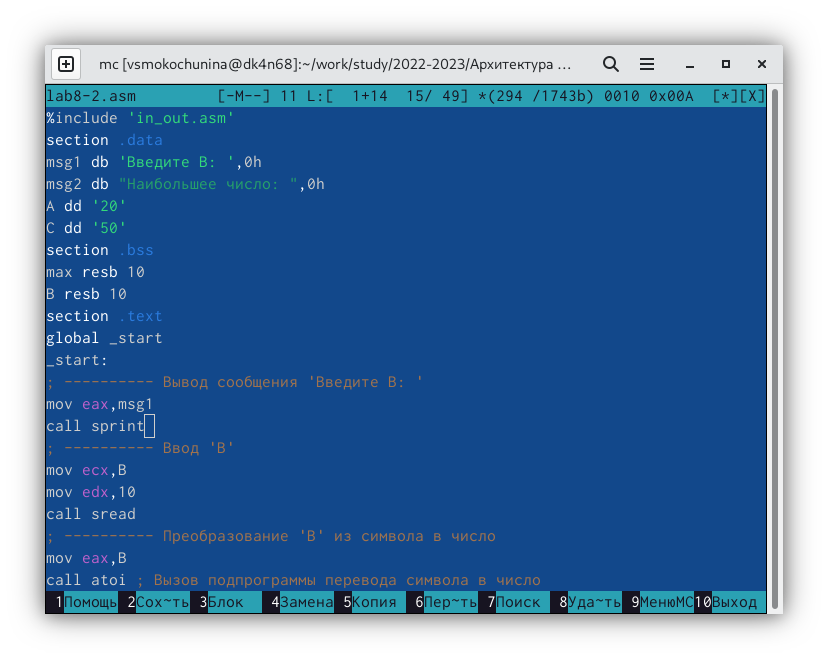 mc [vsmokochunina@dk4n68]:~/work/study/2022-2023/Архитектура ...
lab8-2.asm [-M--] 11 L:[ 1+14 15/ 49] *(294 /1743b) 0010 0x00A [*][X]
%include 'in_out.asm'
section .data
msg1 db 'Введите B: ',0h
msg2 db "Наибольшее число: ",0h
A dd '20'
C dd '50'
section .bss
max resb 10
B resb 10
section .text
global _start
_start:
; ---------- Вывод сообщения 'Введите B: '
mov eax,msg1
call sprint
; ---------- Ввод 'B'
mov ecx,B
mov edx,10
call sread
; ---------- Преобразование 'B' из символа в число
mov eax,B
call atoi ; Вызов подпрограммы перевода символа в число
1Помощь 2Сох~ть 3Блок 4Замена 5Копия 6Пер~ть 7Поиск 8Уда~ть 9МенюMC 10Выход